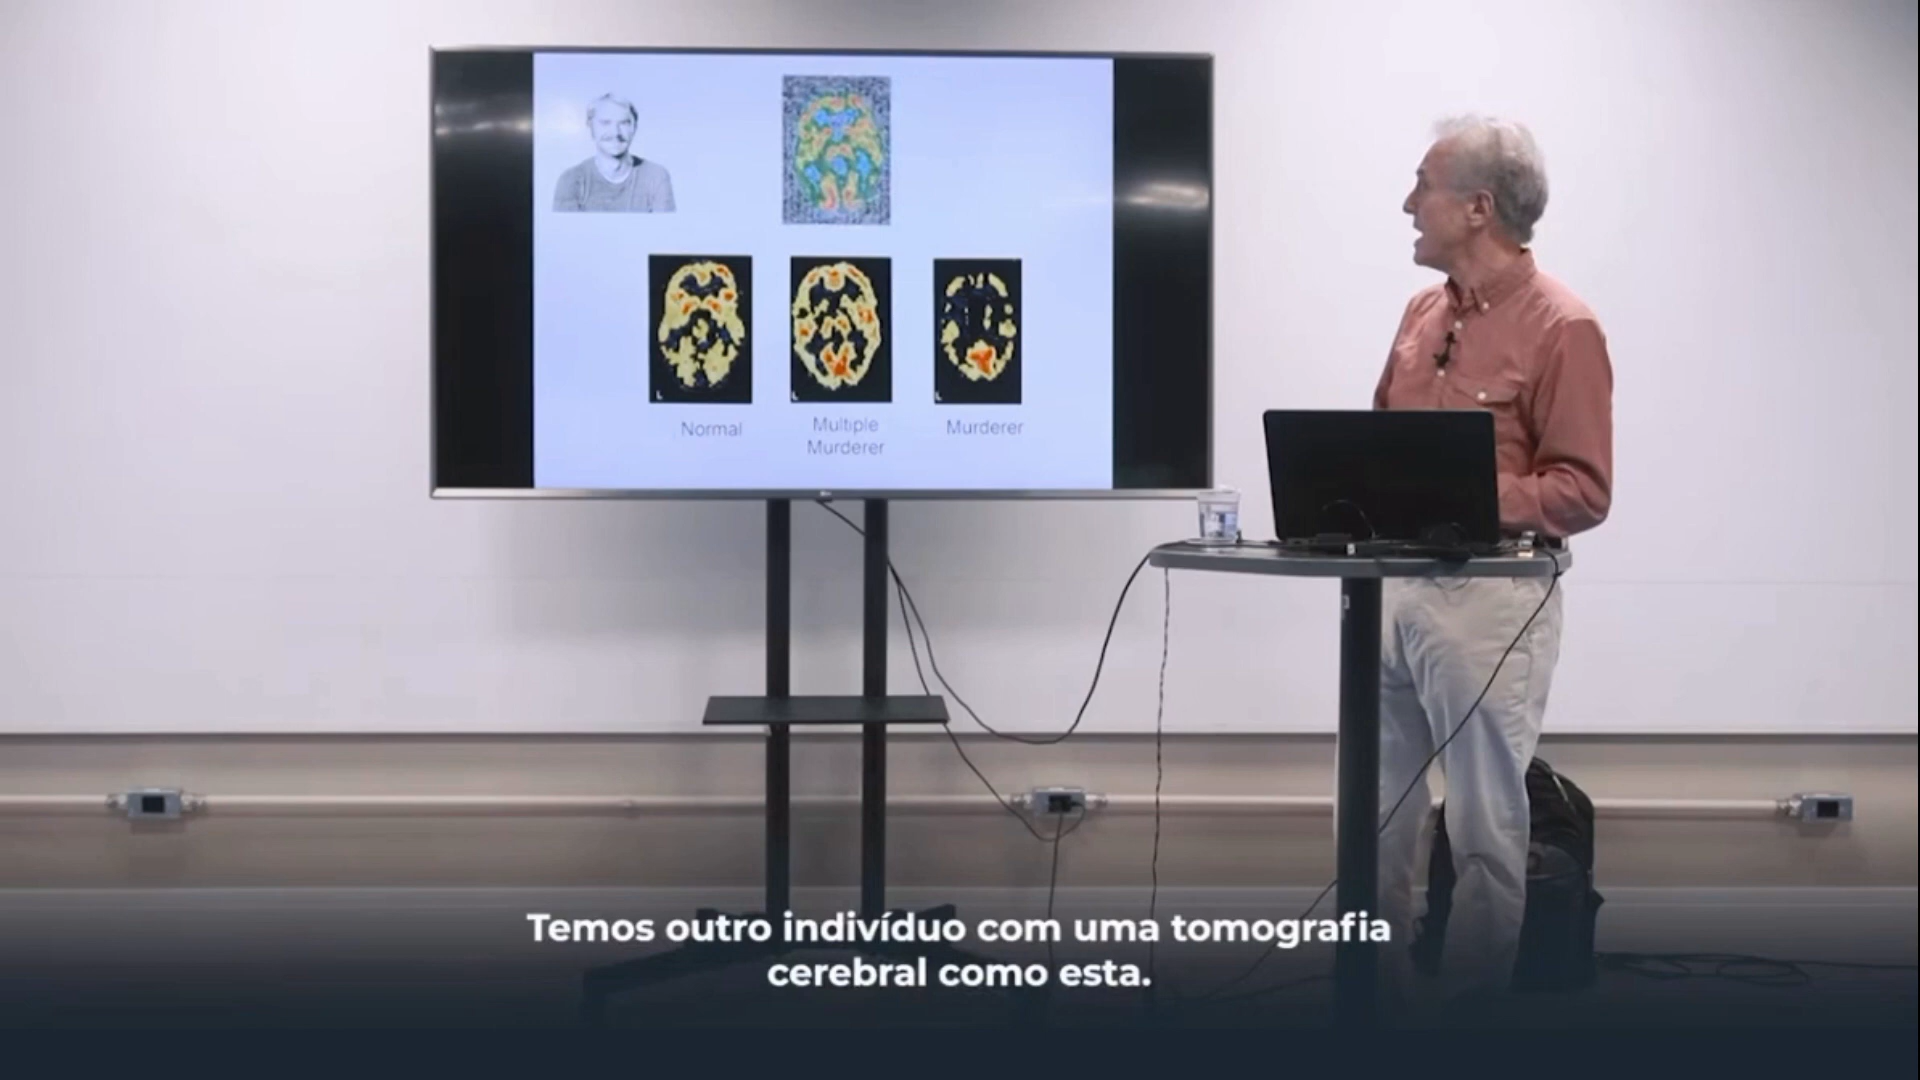 L
L
L
Normal
Multiple
Murderer
Murderer
Temos outro indivíduo com uma tomografia
cerebral como esta.